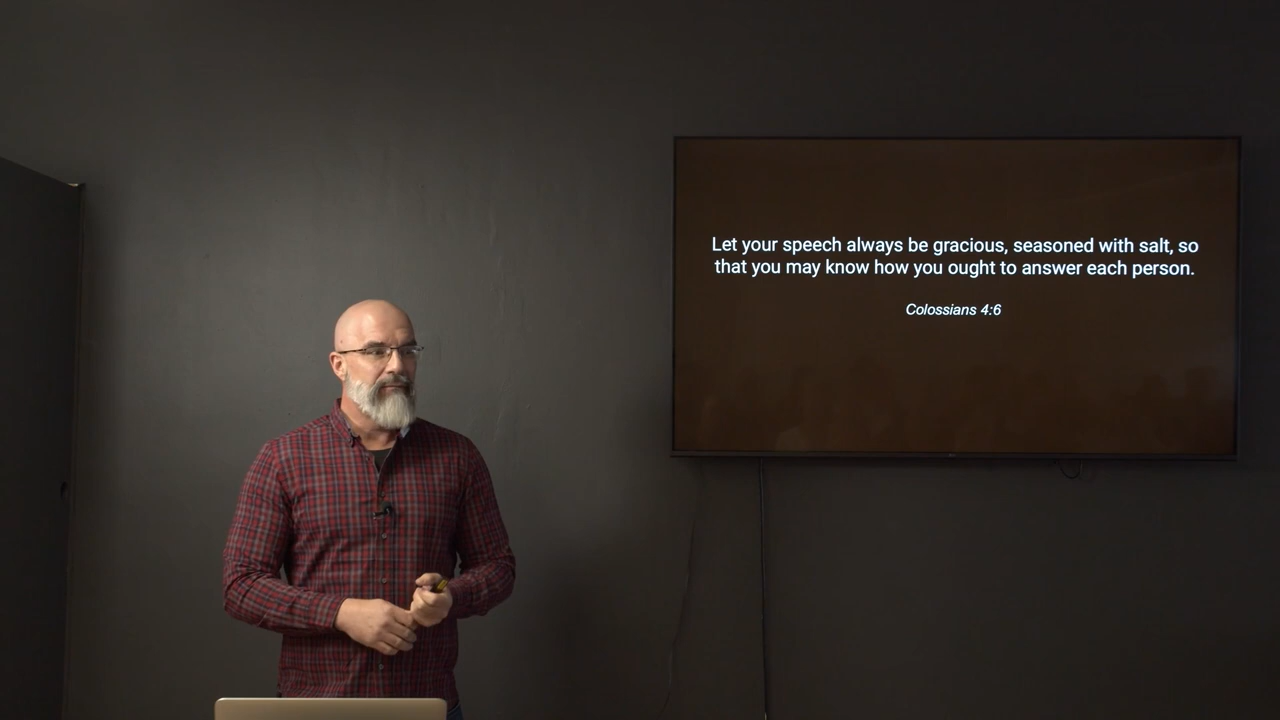 Let your speech always be gracious, seasoned with salt, so
that you may know how you ought to answer each person.
Colossians 4:6